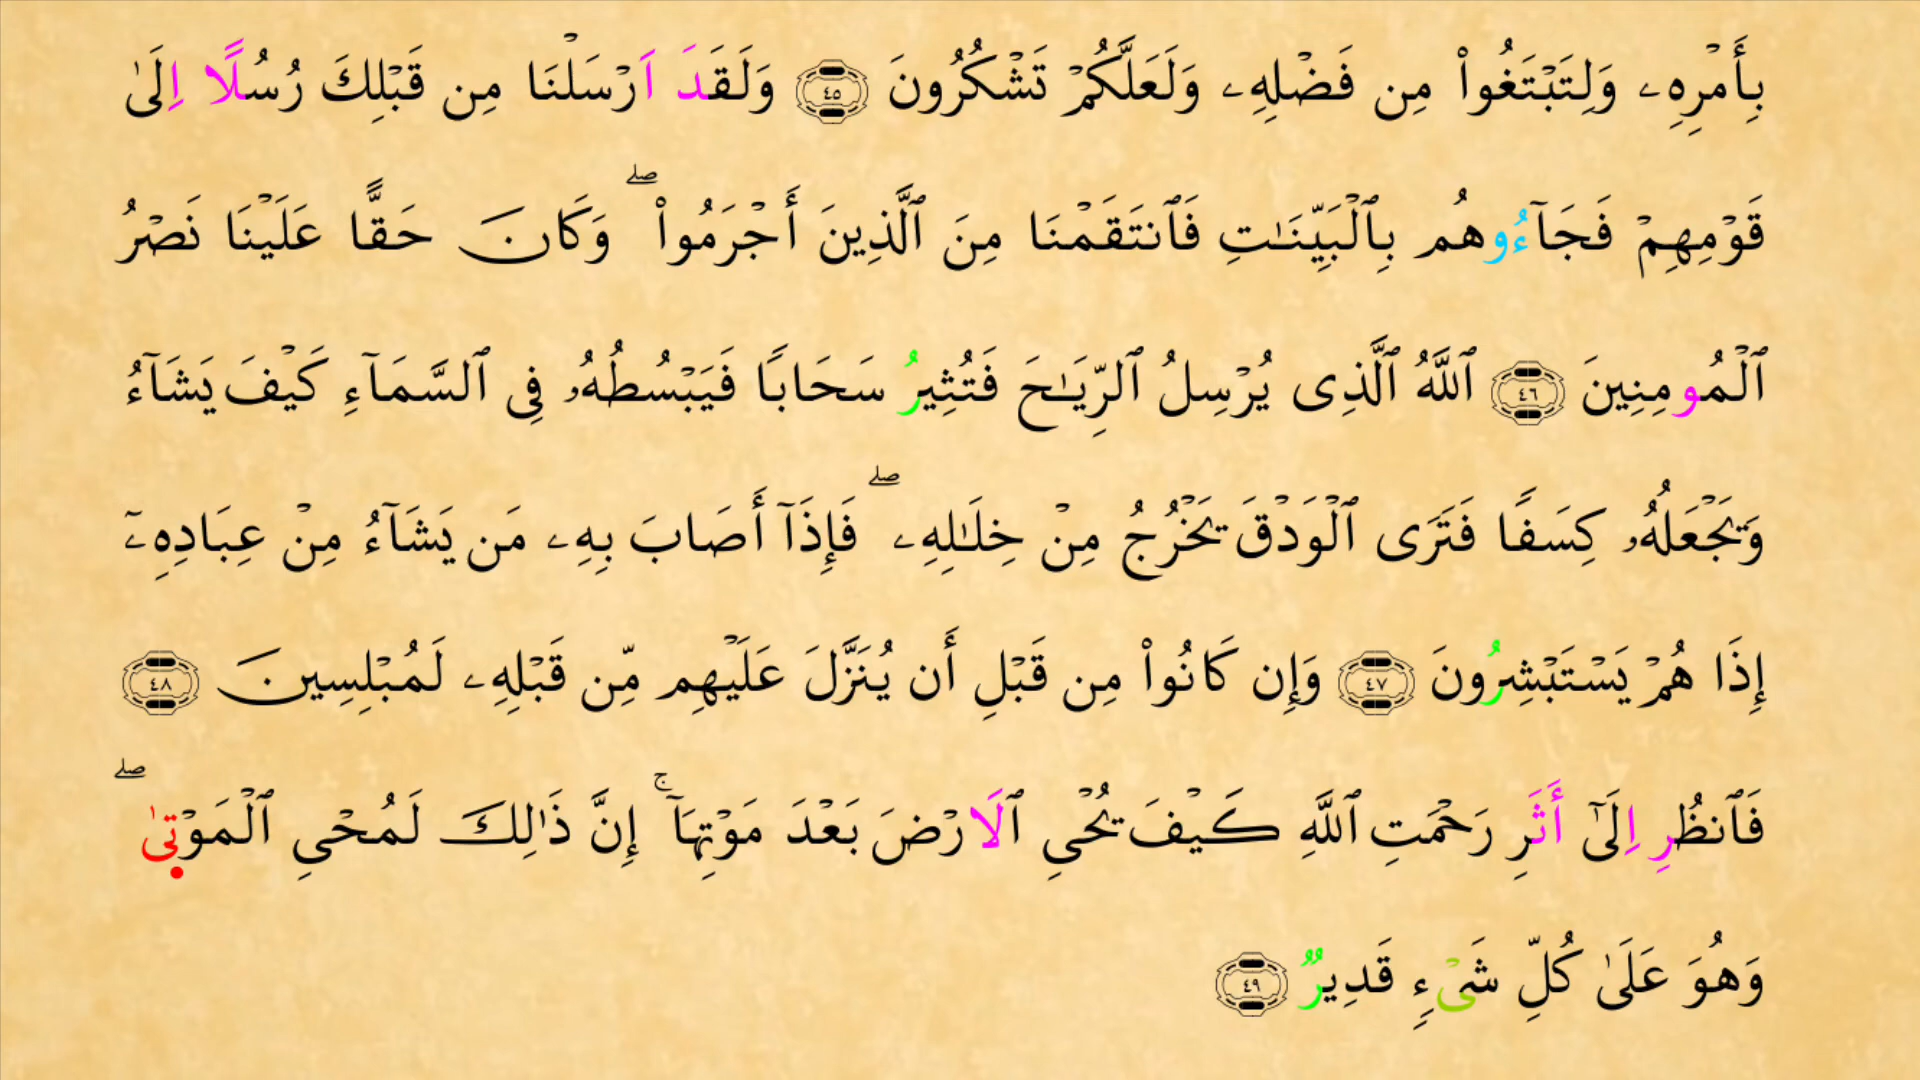 بِأَمْرِهِۦ وَلِتَبْتَغُوا۟ مِن فَضْلِهِۦ وَلَعَلَّكُمْ تَشْكُرُونَ ٤٥ وَلَقَدَ اَرْسَلْنَا مِن قَبْلِكَ رُسُلًا اِلَىٰ
قَوْمِهِمْ فَجَآءُوهُم بِٱلْبَيِّنَـٰتِ فَٱنتَقَمْنَا مِنَ ٱلَّذِينَ أَجْرَمُوا۟ ۖ وَكَانَ حَقًّا عَلَيْنَا نَصْرُ
ٱلْمُومِنِينَ ٤٦ ٱللَّهُ ٱلَّذِى يُرْسِلُ ٱلرِّيَـٰحَ فَتُثِيرُ سَحَابًا فَيَبْسُطُهُۥ فِى ٱلسَّمَآءِ كَيْفَ يَشَآءُ
وَيَجْعَلُهُۥ كِسَفًا فَتَرَى ٱلْوَدْقَ يَخْرُجُ مِنْ خِلَـٰلِهِۦ ۖ فَإِذَآ أَصَابَ بِهِۦ مَن يَشَآءُ مِنْ عِبَادِهِۦٓ
إِذَا هُمْ يَسْتَبْشِرُونَ ٤٧ وَإِن كَانُوا۟ مِن قَبْلِ أَن يُنَزَّلَ عَلَيْهِم مِّن قَبْلِهِۦ لَمُبْلِسِينَ ٤٨
فَٱنظُرِ اِلَىٰٓ أَثَرِ رَحْمَتِ ٱللَّهِ كَيْفَ يُحْىِ ٱلَارْضَ بَعْدَ مَوْتِهَآ ۚ إِنَّ ذَٰلِكَ لَمُحْىِ ٱلْمَوْتَىٰ ۖ
وَهُوَ عَلَىٰ كُلِّ شَىْءٍ قَدِيرٌ ٤٩